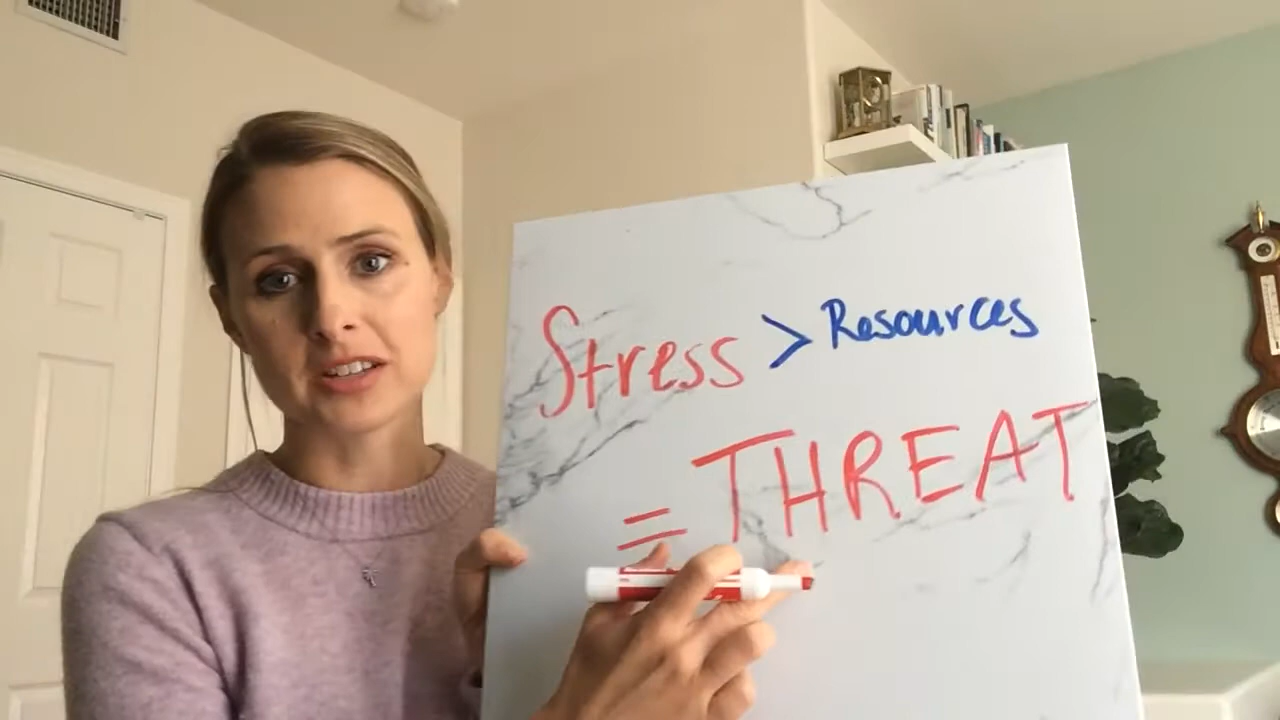 Stress > Resources
= THREAT